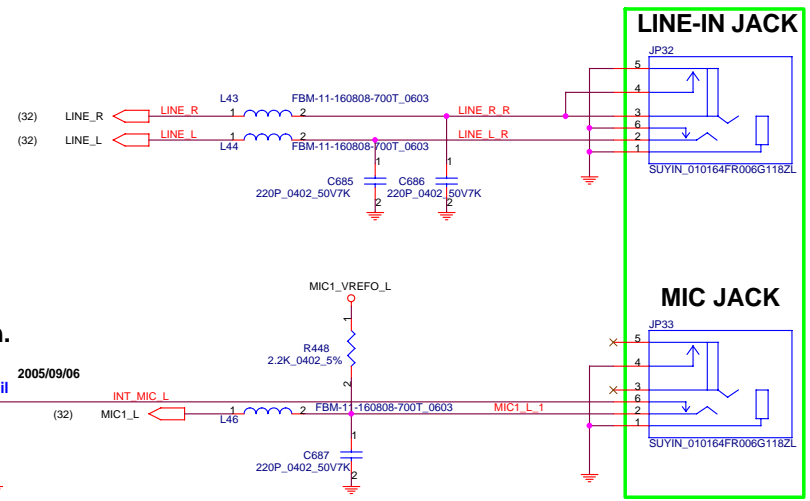 LINE-IN JACK
JP32
5
4
3
6
2
1
SUYIN_010164FR006G118ZL
L43 FBM-11-160808-700T_0603
(32) LINE_R LINE_R 1 2 LINE_R_R
(32) LINE_L LINE_L 1 2 LINE_L_R
L44 FBM-11-160808-700T_0603
1 1
C685 C686
220P_0402_50V7K 220P_0402_50V7K
2 2
MIC1_VREFO_L
MIC JACK
JP33
1
R448
2.2K_0402_5%
2
5
4
3
6
2
1
SUYIN_010164FR006G118ZL
n.
2005/09/06
il
INT_MIC_L
(32) MIC1_L 1 2 FBM-11-160808-700T_0603 MIC1_L_1
L46
1
C687
220P_0402_50V7K
2